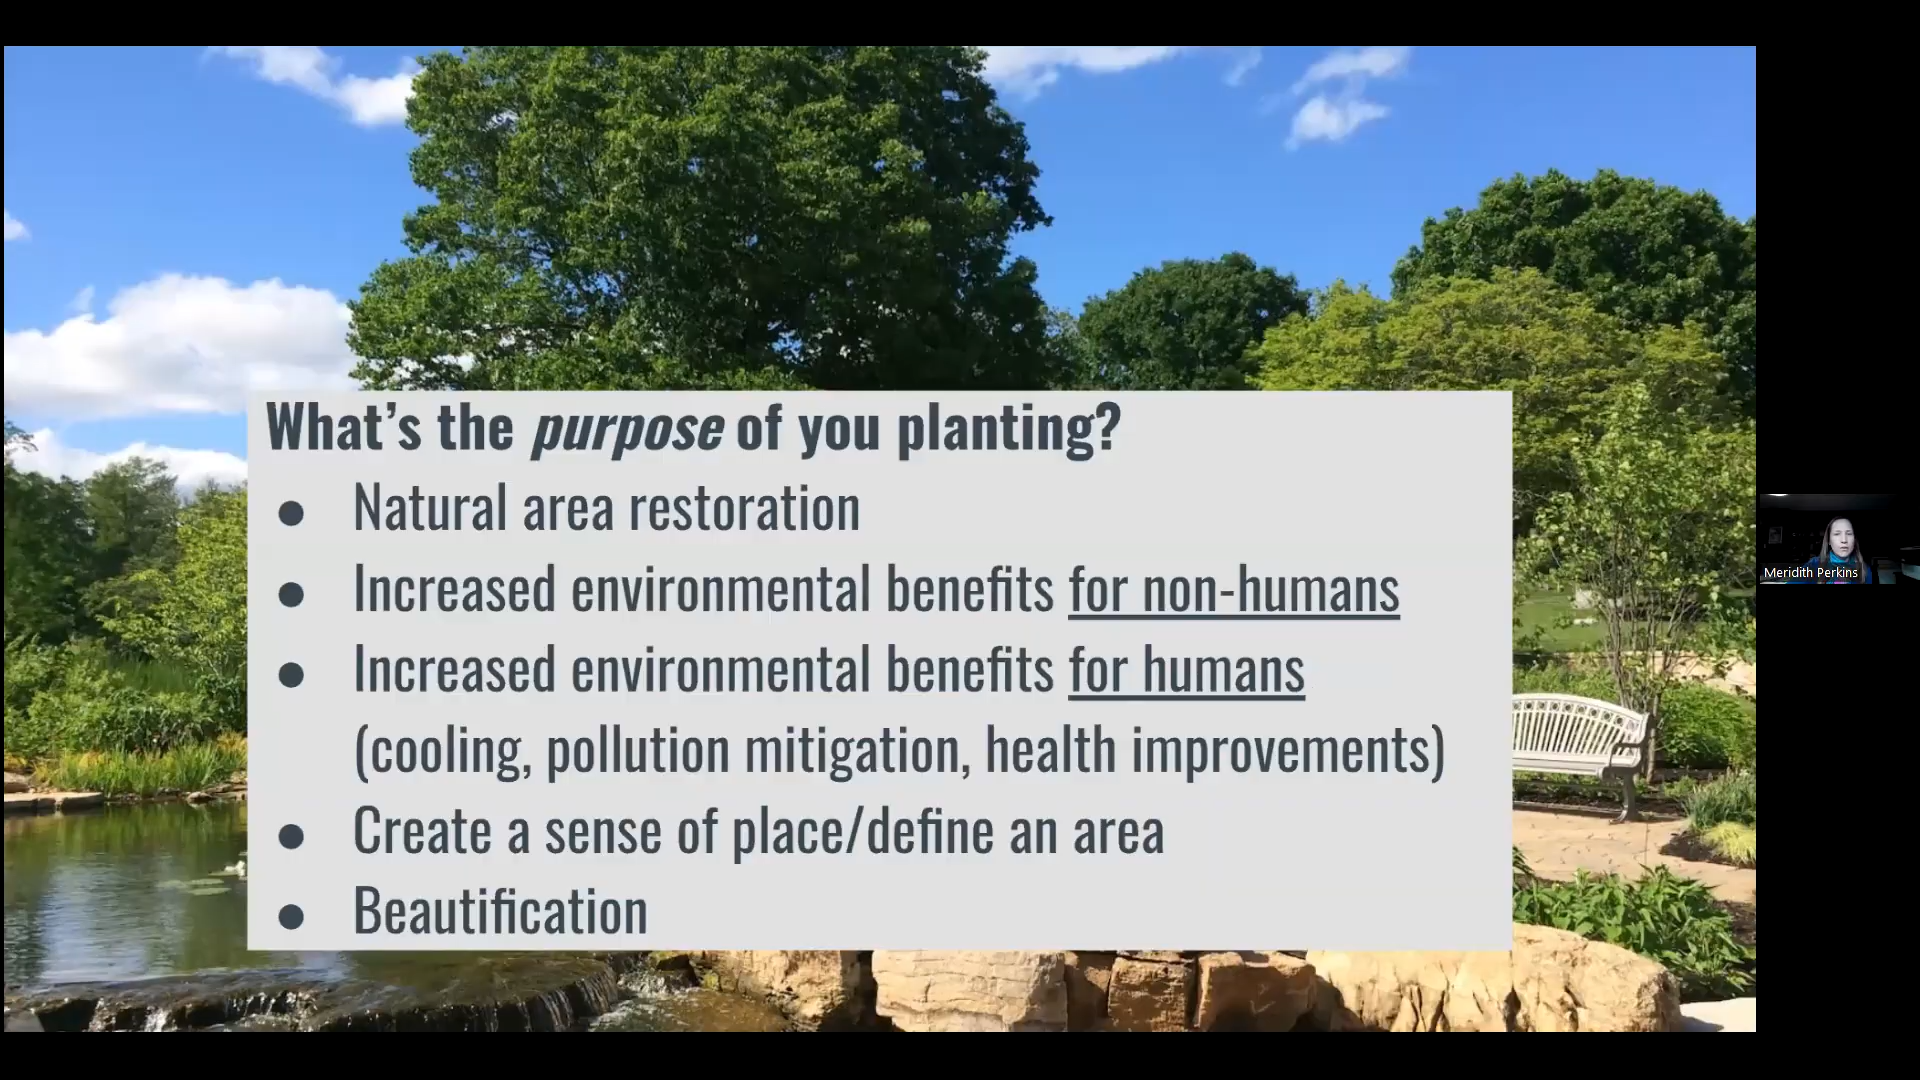 What's the purpose of you planting?
● Natural area restoration
● Increased environmental benefits for non-humans
● Increased environmental benefits for humans
(cooling, pollution mitigation, health improvements)
● Create a sense of place/define an area
● Beautification
Meridith Perkins